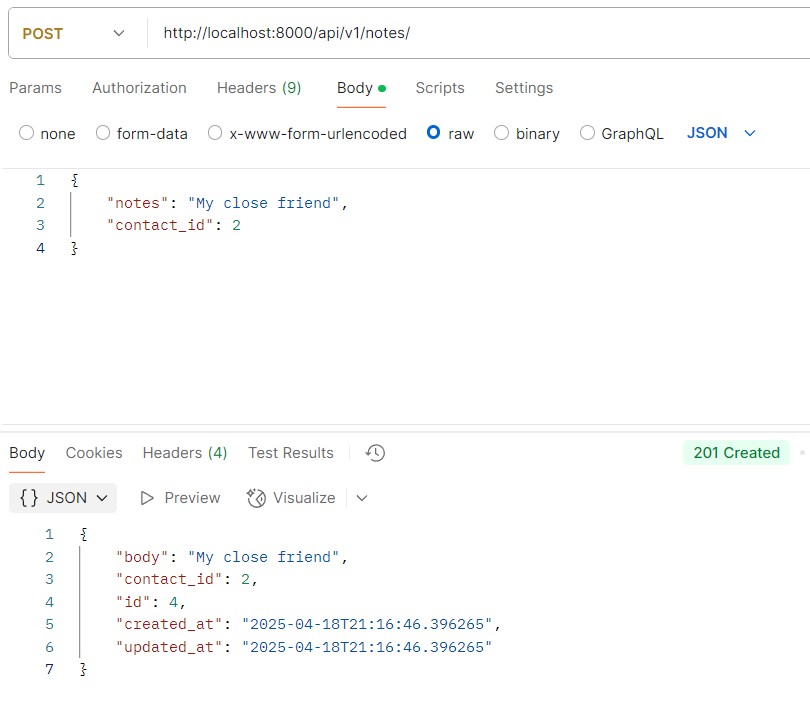 POST http://localhost:8000/api/v1/notes/
Params Authorization Headers (9) Body Scripts Settings
none form-data x-www-form-urlencoded raw binary GraphQL JSON
1 {
2 "notes": "My close friend",
3 "contact_id": 2
4 }
Body Cookies Headers (4) Test Results 201 Created
{} JSON Preview Visualize
1 {
2 "body": "My close friend",
3 "contact_id": 2,
4 "id": 4,
5 "created_at": "2025-04-18T21:16:46.396265",
6 "updated_at": "2025-04-18T21:16:46.396265"
7 }